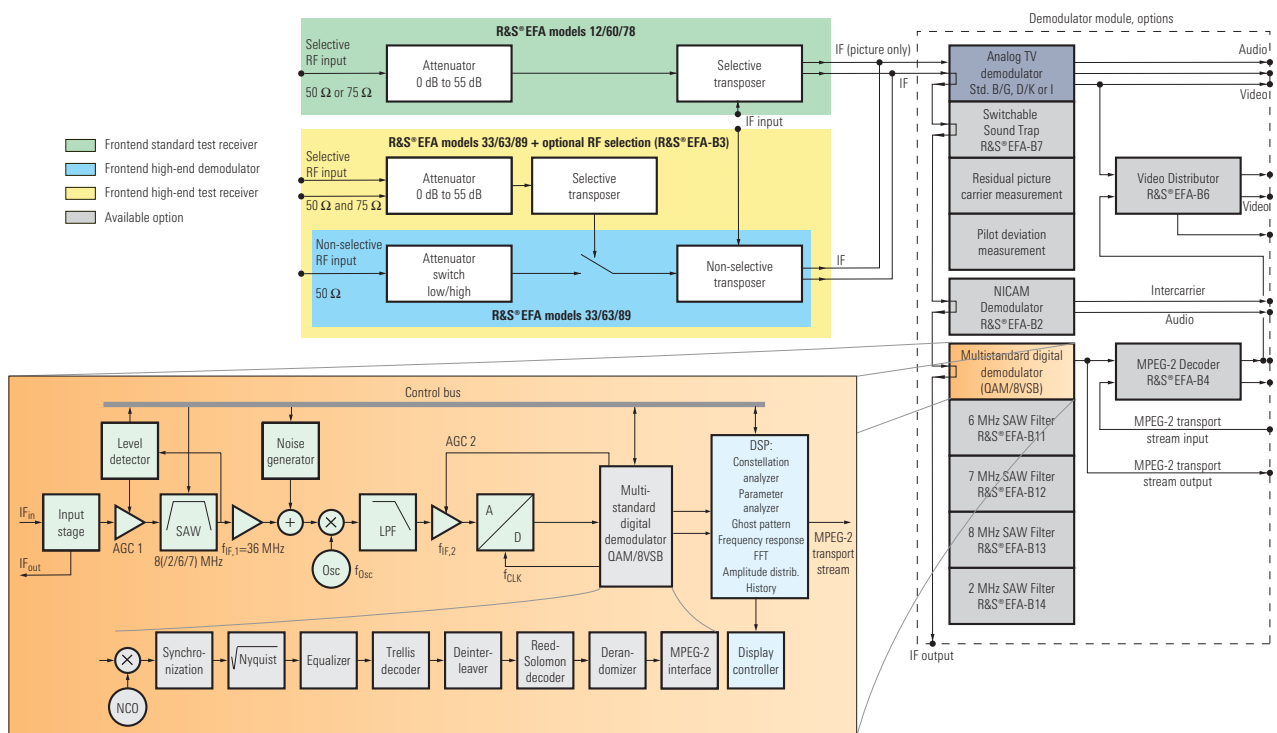 R&S®EFA models 12/60/78
Selective
RF input
50 Ω or 75 Ω
Attenuator
0 dB to 55 dB
Selective
transposer
IF (picture only)
IF
IF input
Frontend standard test receiver
Frontend high-end demodulator
Frontend high-end test receiver
Available option
R&S®EFA models 33/63/89 + optional RF selection (R&S®EFA-B3)
Selective
RF input
50 Ω and 75 Ω
Attenuator
0 dB to 55 dB
Selective
transposer
Non-selective
RF input
50 Ω
Attenuator
switch
low/high
Non-selective
transposer
IF
R&S®EFA models 33/63/89
Demodulator module, options
Analog TV
demodulator
Std. B/G, D/K or I
Audio
Video
Switchable
Sound Trap
R&S®EFA-B7
Residual picture
carrier measurement
Pilot deviation
measurement
Video Distributor
R&S®EFA-B6
Video
NICAM
Demodulator
R&S®EFA-B2
Intercarrier
Audio
Multistandard digital
demodulator
(QAM/8VSB)
MPEG-2 Decoder
R&S®EFA-B4
6 MHz SAW Filter
R&S®EFA-B11
MPEG-2 transport
stream input
7 MHz SAW Filter
R&S®EFA-B12
MPEG-2 transport
stream output
8 MHz SAW Filter
R&S®EFA-B13
2 MHz SAW Filter
R&S®EFA-B14
IF output
Control bus
Level
detector
Noise
generator
AGC 2
IFin
IFout
Input
stage
AGC 1
SAW
8(/2/6/7) MHz
fIF,1=36 MHz
+
×
Osc
fOsc
LPF
fIF,2
A
D
fCLK
Multi-
standard
digital
demodulator
QAM/8VSB
DSP:
Constellation
analyzer
Parameter
analyzer
Ghost pattern
Frequency response
FFT
Amplitude distrib.
History
MPEG-2
transport
stream
×
NCO
Synchro-
nization
√Nyquist
Equalizer
Trellis
decoder
Deinter-
leaver
Reed-
Solomon
decoder
Deran-
domizer
MPEG-2
interface
Display
controller